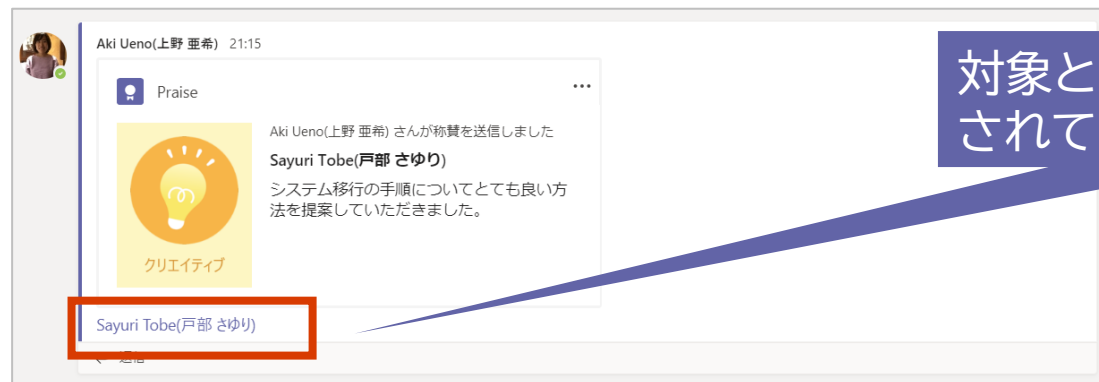 Aki Ueno(上野 亜希) 21:15
Praise
Aki Ueno(上野 亜希) さんが称賛を送信しました
Sayuri Tobe(戸部 さゆり)
システム移行の手順についてとても良い方
法を提案していただきました。
クリエイティブ
対象と
されて
Sayuri Tobe(戸部 さゆり)